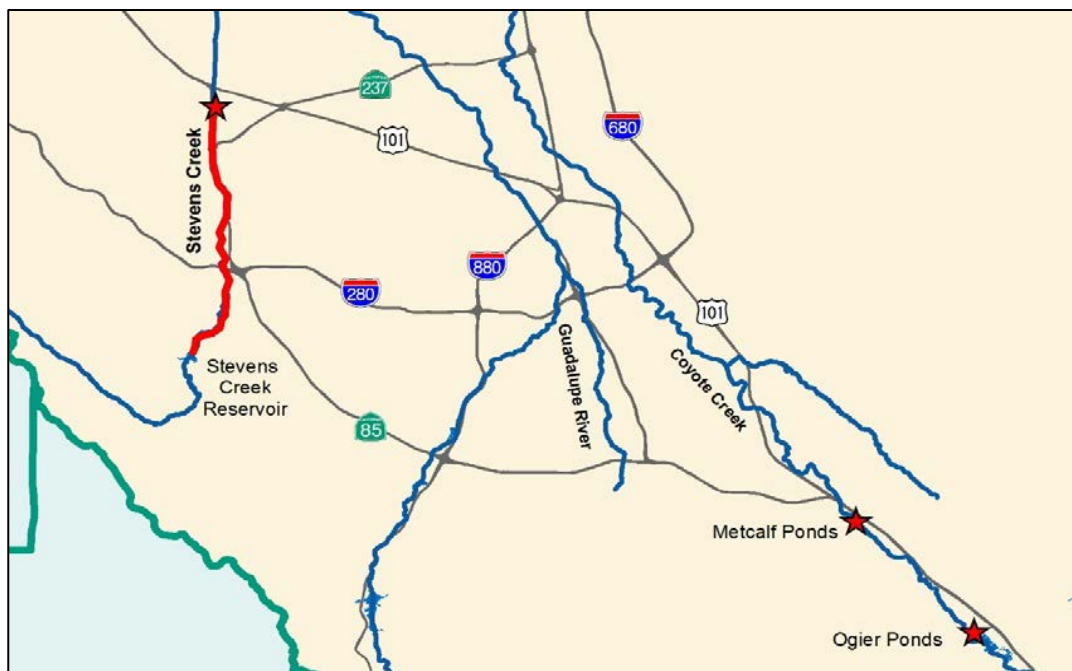 237
101
680
Stevens Creek
880
280
101
Stevens
Creek
Reservoir
Guadalupe River
Coyote Creek
85
Metcalf Ponds
Ogier Ponds